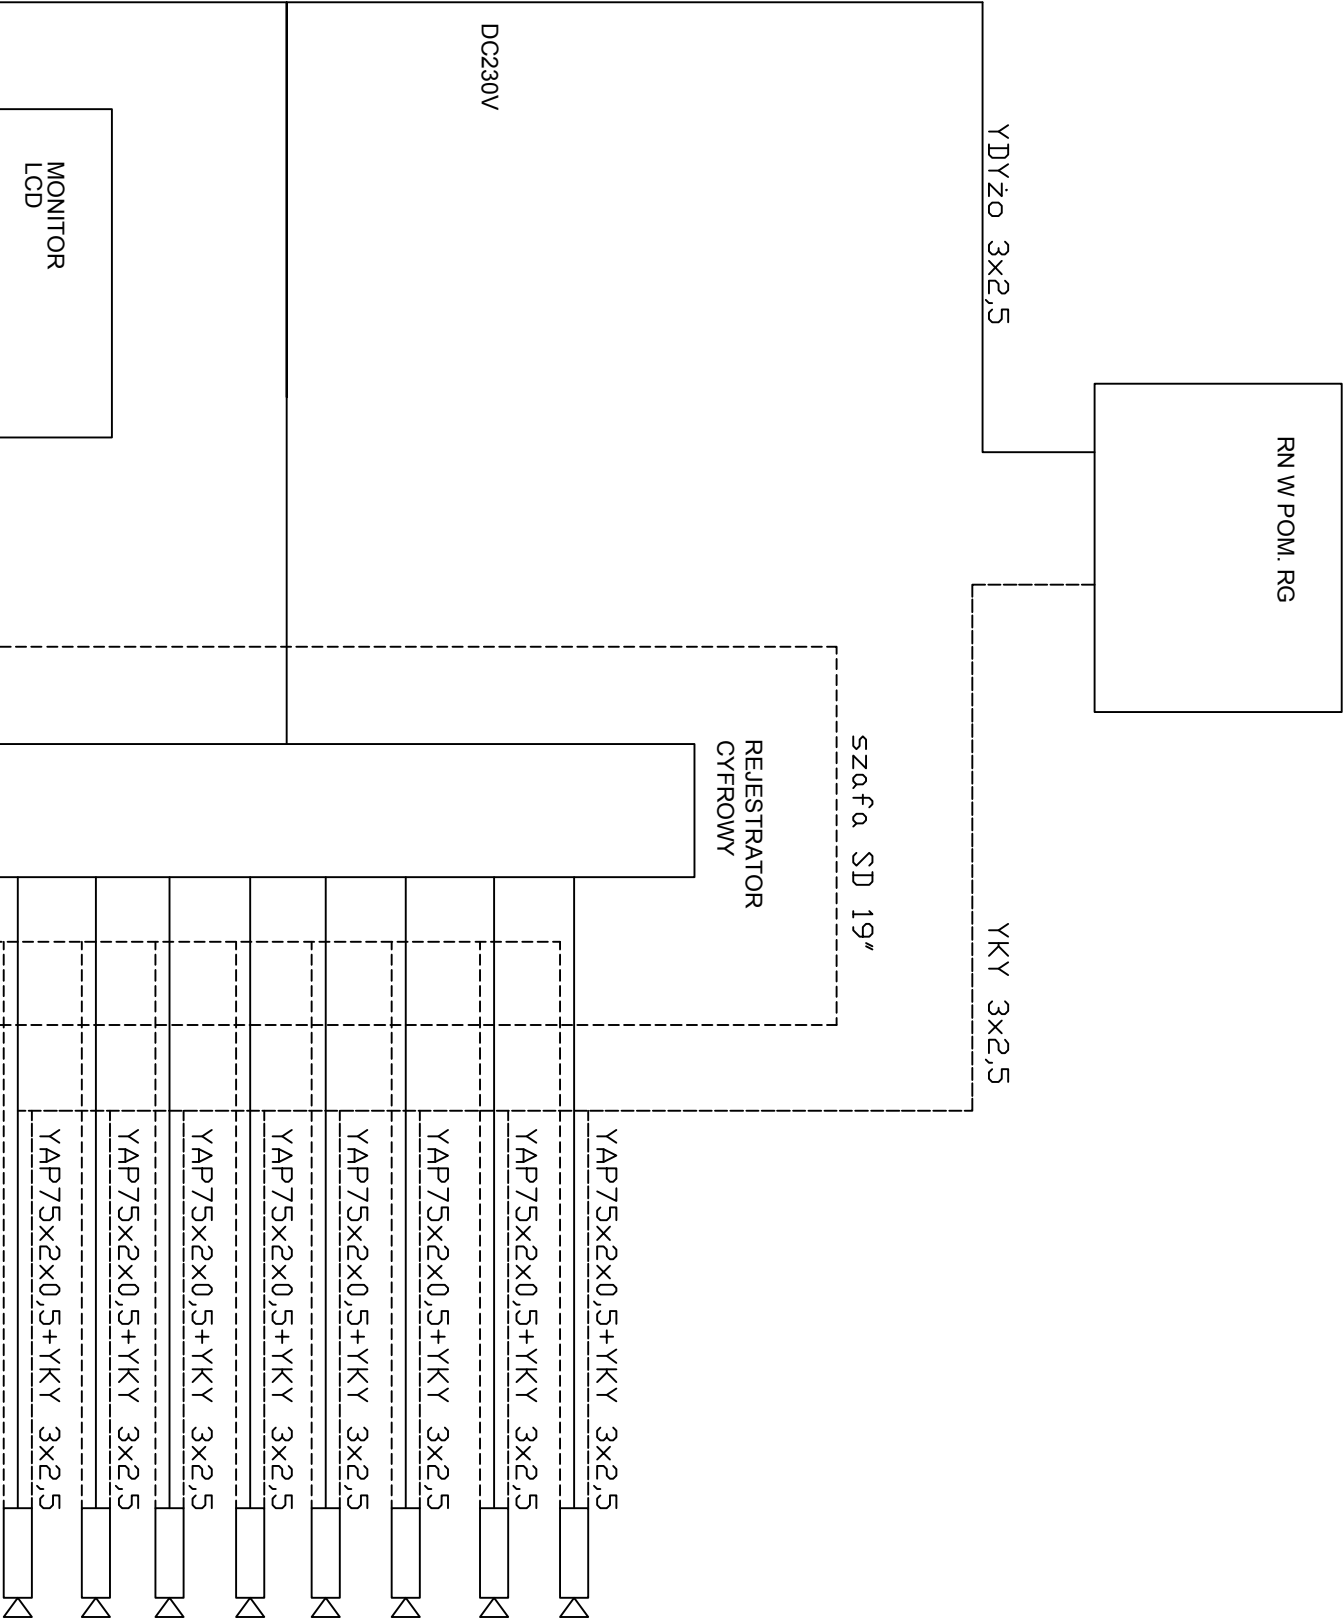 RN W POM. RG
YDYżo 3x2,5
YKY 3x2,5
szafa SD 19"
REJESTRATOR
CYFROWY
DC230V
MONITOR
LCD
YAP75x2x0,5+YKY 3x2,5
YAP75x2x0,5+YKY 3x2,5
YAP75x2x0,5+YKY 3x2,5
YAP75x2x0,5+YKY 3x2,5
YAP75x2x0,5+YKY 3x2,5
YAP75x2x0,5+YKY 3x2,5
YAP75x2x0,5+YKY 3x2,5
YAP75x2x0,5+YKY 3x2,5